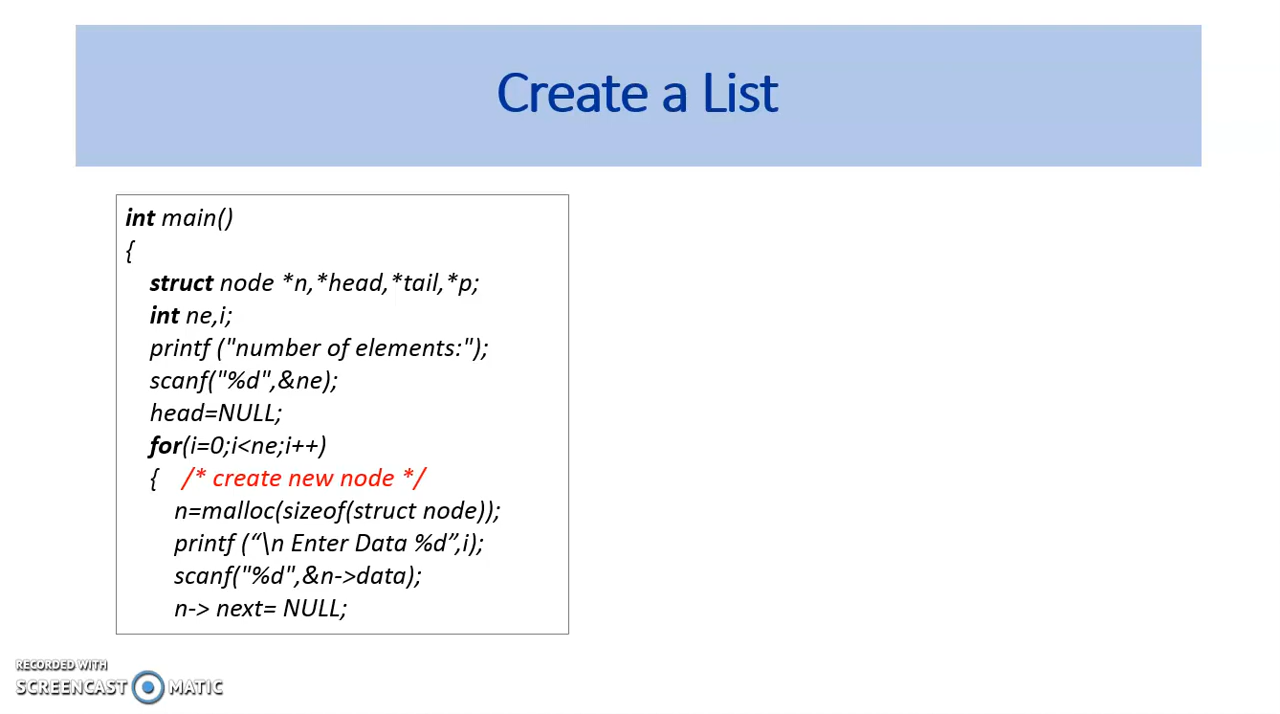 Create a List
int main()
{
struct node *n,*head,*tail,*p;
int ne,i;
printf ("number of elements:");
scanf("%d",&ne);
head=NULL;
for(i=0;i<ne;i++)
{ /* create new node */
n=malloc(sizeof(struct node));
printf (“\n Enter Data %d”,i);
scanf("%d",&n->data);
n-> next= NULL;
RECORDED WITH
SCREENCAST MATIC